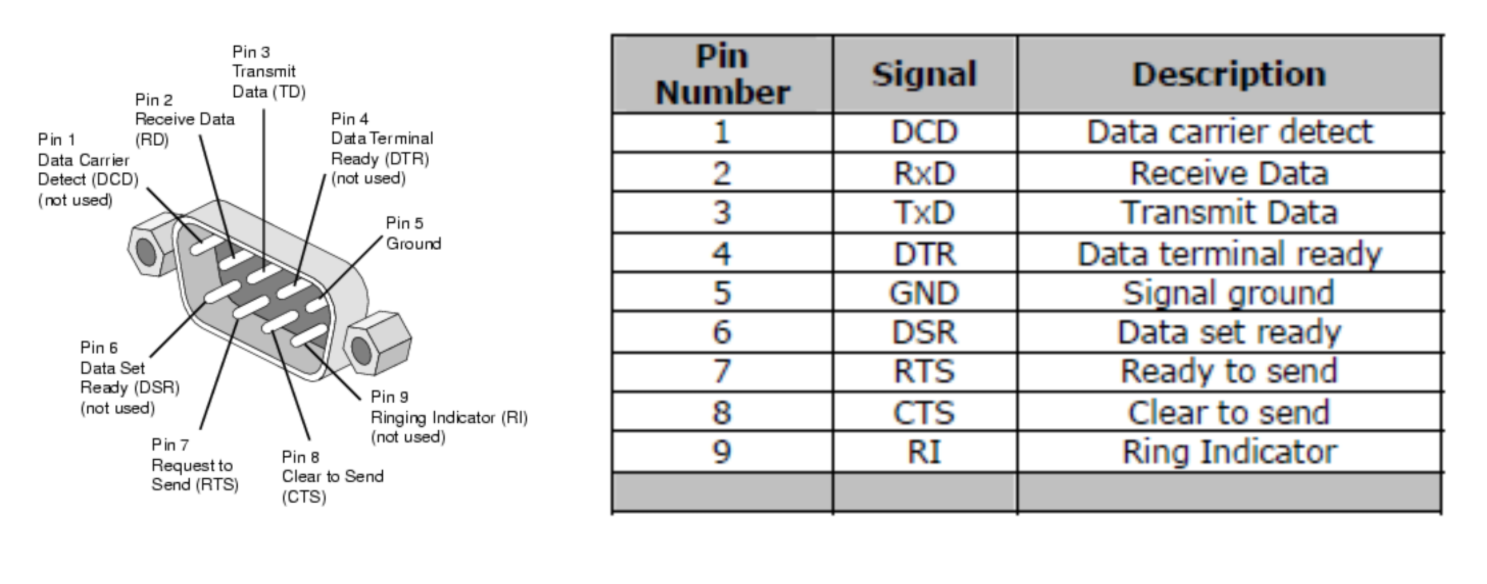 Pin 3
Transmit
Data (TD)
Pin 2
Receive Data
(RD)
Pin 4
Data Terminal
Ready (DTR)
(not used)
Pin 1
Data Carrier
Detect (DCD)
(not used)
Pin 5
Ground
Pin 6
Data Set
Ready (DSR)
(not used)
Pin 9
Ringing Indicator (RI)
(not used)
Pin 7
Request to
Send (RTS)
Pin 8
Clear to Send
(CTS)
Pin Number Signal Description
1 DCD Data carrier detect
2 RxD Receive Data
3 TxD Transmit Data
4 DTR Data terminal ready
5 GND Signal ground
6 DSR Data set ready
7 RTS Ready to send
8 CTS Clear to send
9 RI Ring Indicator